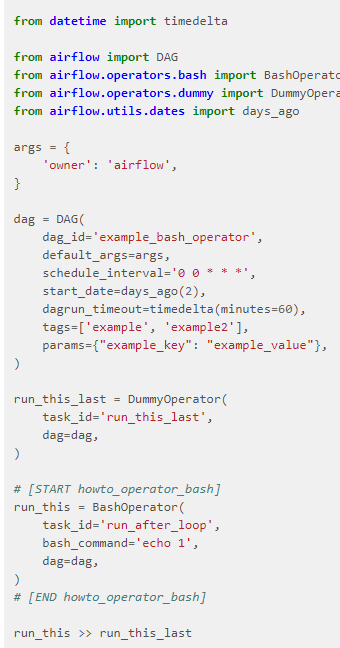 from datetime import timedelta
from airflow import DAG
from airflow.operators.bash import BashOperato
from airflow.operators.dummy import DummyOpera
from airflow.utils.dates import days_ago
args = {
    'owner': 'airflow',
}
dag = DAG(
    dag_id='example_bash_operator',
    default_args=args,
    schedule_interval='0 0 * * *',
    start_date=days_ago(2),
    dagrun_timeout=timedelta(minutes=60),
    tags=['example', 'example2'],
    params={"example_key": "example_value"},
)
run_this_last = DummyOperator(
    task_id='run_this_last',
    dag=dag,
)
# [START howto_operator_bash]
run_this = BashOperator(
    task_id='run_after_loop',
    bash_command='echo 1',
    dag=dag,
)
# [END howto_operator_bash]
run_this >> run_this_last